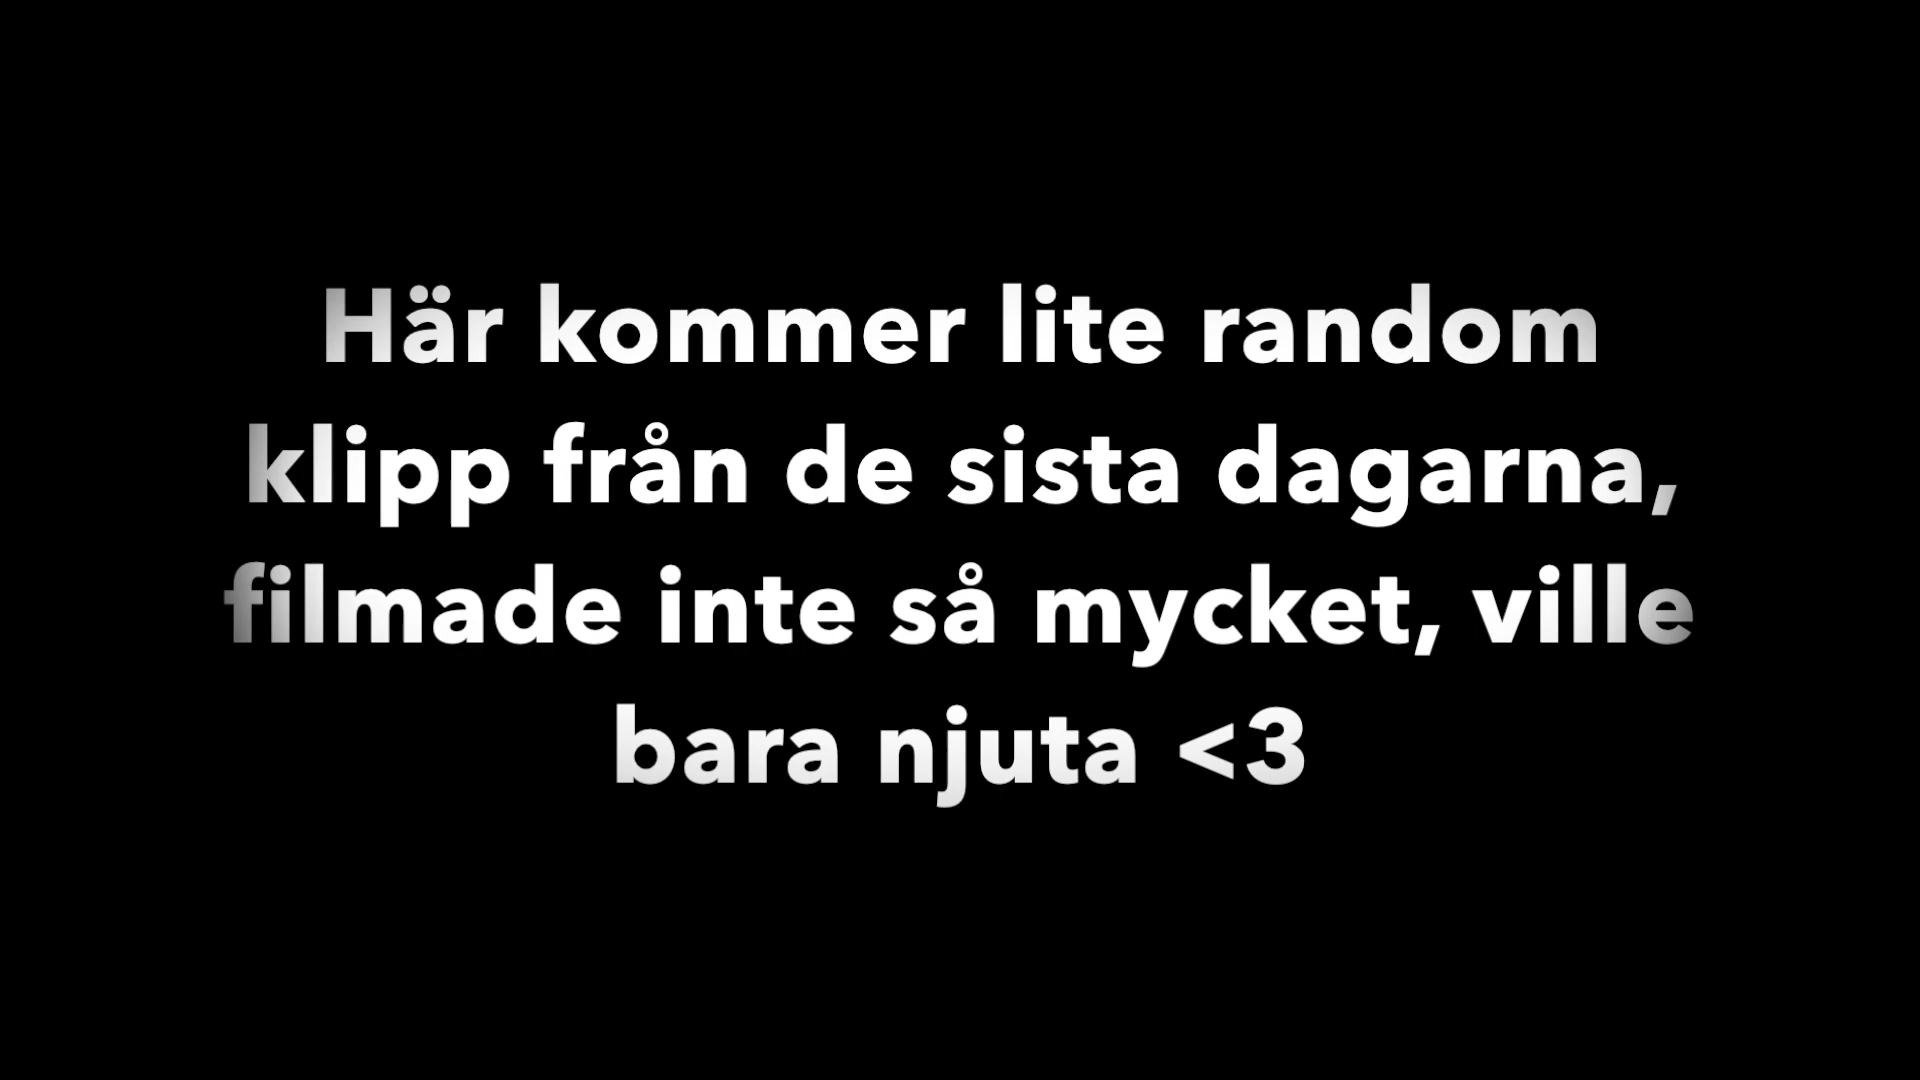 Här kommer lite random
klipp från de sista dagarna,
filmade inte så mycket, ville
bara njuta <3